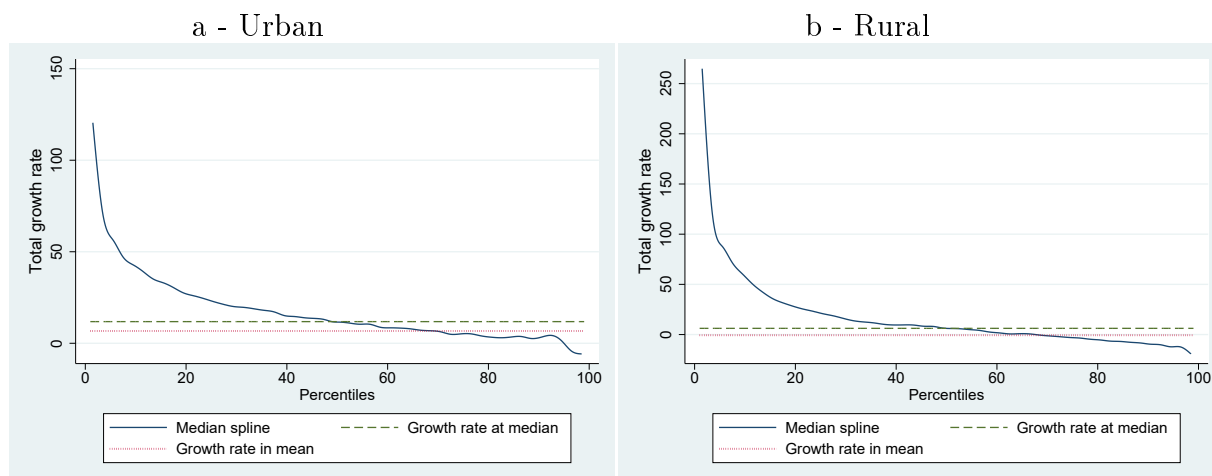 a - Urban
b - Rural
Total growth rate
150
100
50
0
0 20 40 60 80 100
Percentiles
Median spline
Growth rate at median
Growth rate in mean
Total growth rate
250
200
150
100
50
0
0 20 40 60 80 100
Percentiles
Median spline
Growth rate at median
Growth rate in mean